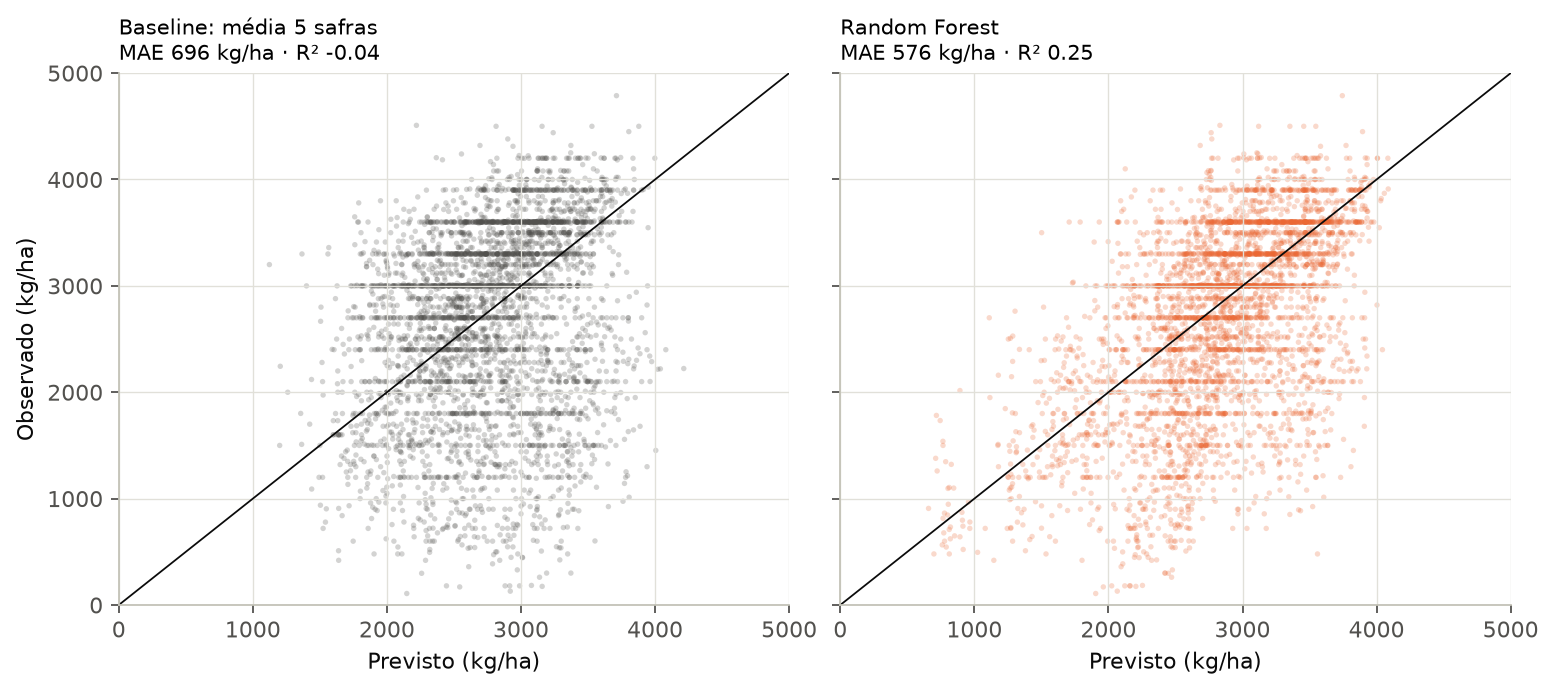 Baseline: média 5 safras
MAE 696 kg/ha · R² -0.04
Random Forest
MAE 576 kg/ha · R² 0.25
5000
4000
3000
2000
1000
0
Observado (kg/ha)
0 1000 2000 3000 4000 5000
Previsto (kg/ha)
0 1000 2000 3000 4000 5000
Previsto (kg/ha)